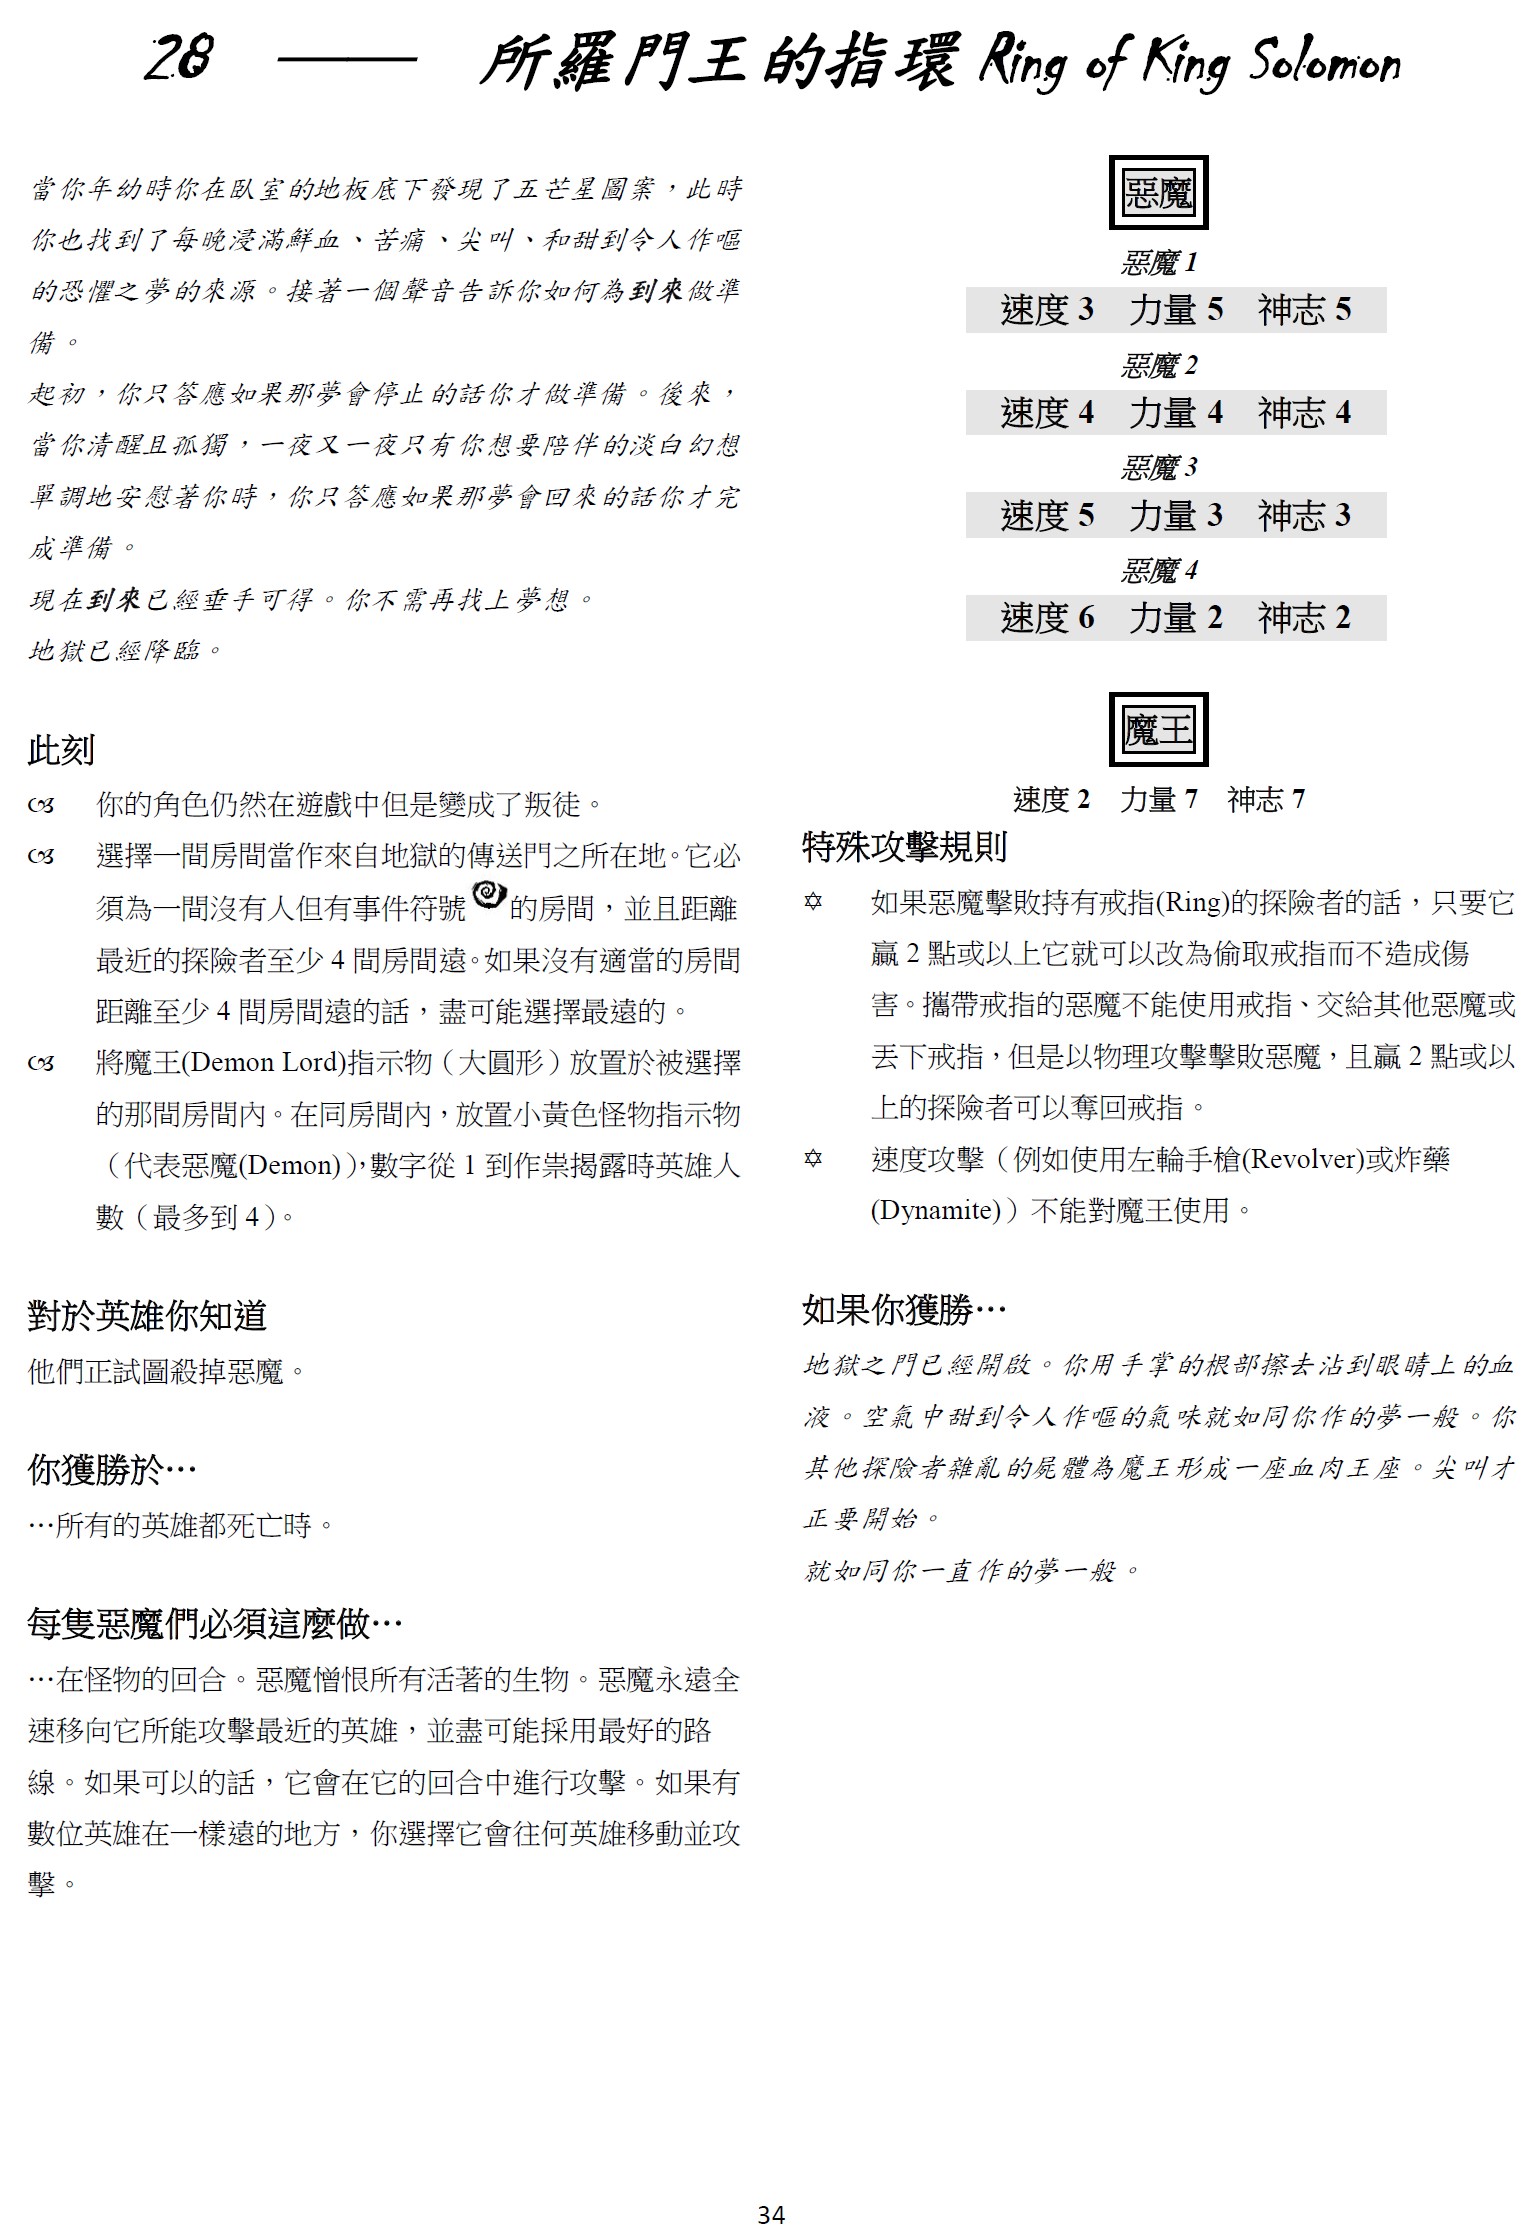 28 —— 所羅門王的指環 Ring of King Solomon
當你年幼時你在臥室的地板底下發現了五芒星圖案，此時
你也找到了每晚浸滿鮮血、苦痛、尖叫、和甜到令人作嘔
的恐懼之夢的來源。接著一個聲音告訴你如何為到來做準
備。
起初，你只答應如果那夢會停止的話你才做準備。後來，
當你清醒且孤獨，一夜又一夜只有你想要陪伴的淡白幻想
單調地安慰著你時，你只答應如果那夢會回來的話你才完
成準備。
現在到來已經垂手可得。你不需再找上夢想。
地獄已經降臨。
此刻
你的角色仍然在遊戲中但是變成了叛徒。
選擇一間房間當作來自地獄的傳送門之所在地。它必
須為一間沒有人但有事件符號的房間，並且距離
最近的探險者至少 4 間房間遠。如果沒有適當的房間
距離至少 4 間房間遠的話，盡可能選擇最遠的。
將魔王(Demon Lord)指示物（大圓形）放置於被選擇
的那間房間內。在同房間內，放置小黃色怪物指示物
（代表惡魔(Demon)），數字從 1 到作祟揭露時英雄人
數（最多到 4）。
對於英雄你知道
他們正試圖殺掉惡魔。
你獲勝於…
…所有的英雄都死亡時。
每隻惡魔們必須這麼做…
…在怪物的回合。惡魔憎恨所有活著的生物。惡魔永遠全
速移向它所能攻擊最近的英雄，並盡可能採用最好的路
線。如果可以的話，它會在它的回合中進行攻擊。如果有
數位英雄在一樣遠的地方，你選擇它會往何英雄移動並攻
擊。
惡魔
惡魔 1
速度 3 力量 5 神志 5
惡魔 2
速度 4 力量 4 神志 4
惡魔 3
速度 5 力量 3 神志 3
惡魔 4
速度 6 力量 2 神志 2
魔王
速度 2 力量 7 神志 7
特殊攻擊規則
如果惡魔擊敗持有戒指(Ring)的探險者的話，只要它
贏 2 點或以上它就可以改為偷取戒指而不造成傷
害。攜帶戒指的惡魔不能使用戒指、交給其他惡魔或
丟下戒指，但是以物理攻擊擊敗惡魔，且贏 2 點或以
上的探險者可以奪回戒指。
速度攻擊（例如使用左輪手槍(Revolver)或炸藥
(Dynamite)）不能對魔王使用。
如果你獲勝…
地獄之門已經開啟。你用手掌的根部擦去沾到眼睛上的血
液。空氣中甜到令人作嘔的氣味就如同你作的夢一般。你
其他探險者雜亂的屍體為魔王形成一座血肉王座。尖叫才
正要開始。
就如同你一直作的夢一般。
34